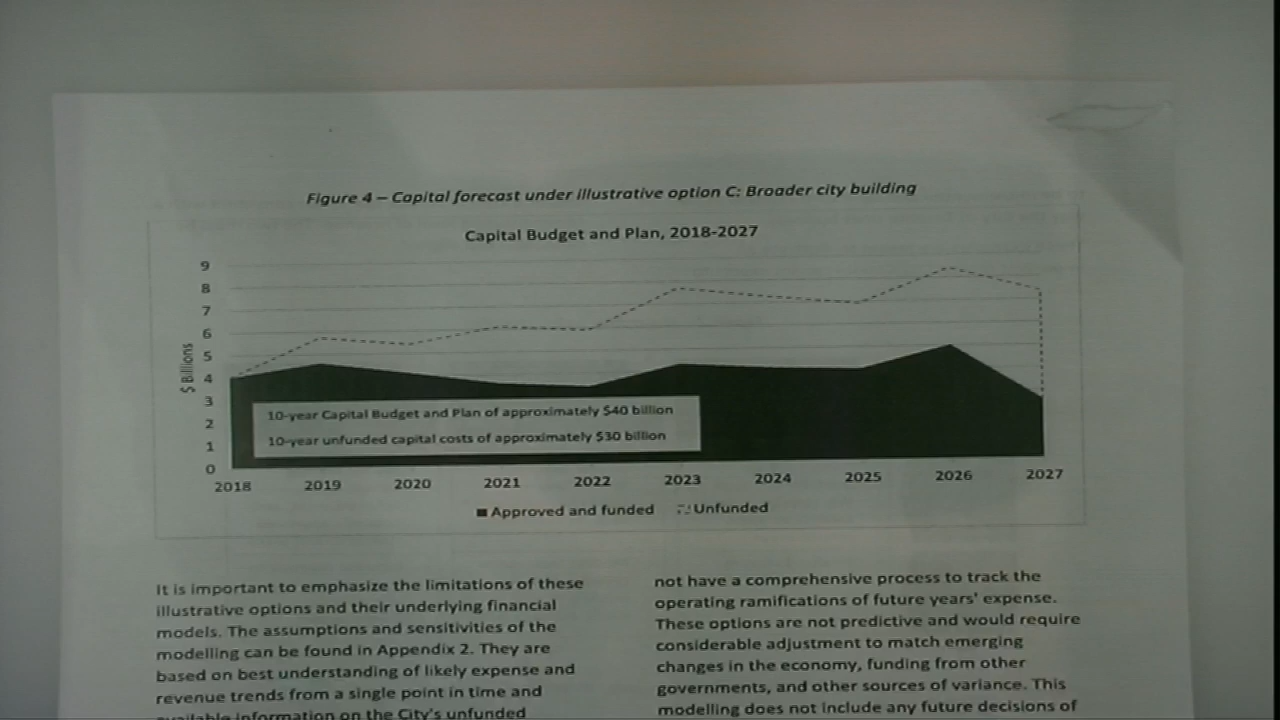 Figure 4 – Capital forecast under illustrative option C: Broader city building
Capital Budget and Plan, 2018-2027
9
8
7
6
5
4
3
2
1
0
$ Billions
10-year Capital Budget and Plan of approximately $40 billion
10-year unfunded capital costs of approximately $30 billion
2018 2019 2020 2021 2022 2023 2024 2025 2026 2027
Approved and funded Unfunded
It is important to emphasize the limitations of these
illustrative options and their underlying financial
models. The assumptions and sensitivities of the
modelling can be found in Appendix 2. They are
based on best understanding of likely expense and
revenue trends from a single point in time and
available information on the City's unfunded
not have a comprehensive process to track the
operating ramifications of future years' expense.
These options are not predictive and would require
considerable adjustment to match emerging
changes in the economy, funding from other
governments, and other sources of variance. This
modelling does not include any future decisions of